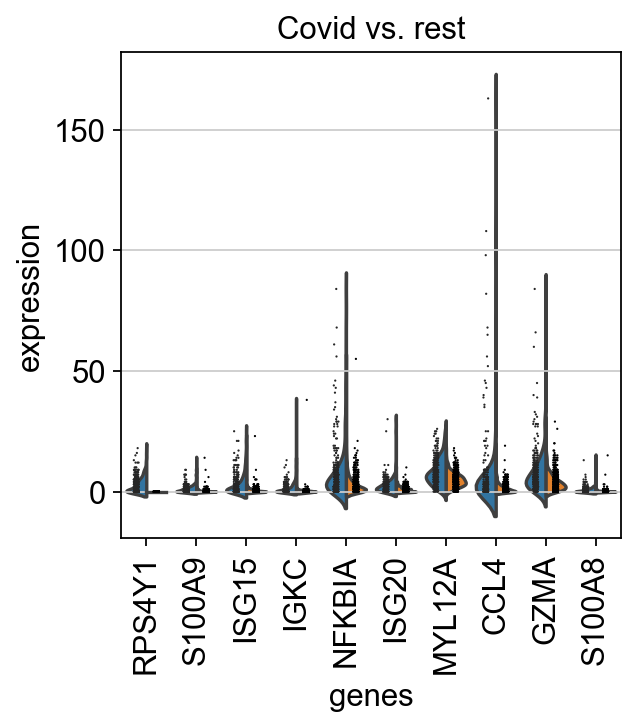 Covid vs. rest
expression
150
100
50
0
RPS4Y1
S100A9
ISG15
IGKC
NFKBIA
ISG20
MYL12A
CCL4
GZMA
S100A8
genes